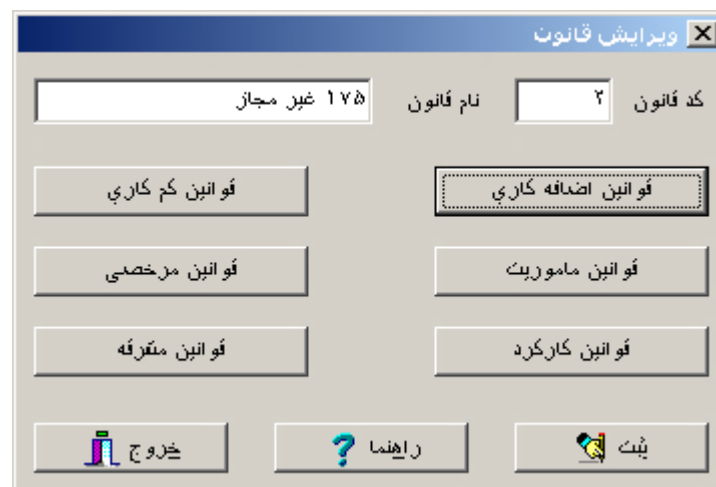 ویرایش قانون
کد قانون ۲ نام قانون ۱۷۵ غیر مجاز
قوانین اضافه کاری قوانین کم کاری
قوانین ماموریت قوانین مرخصی
قوانین کارکرد قوانین متفرقه
ثبت راهنما ? خروج